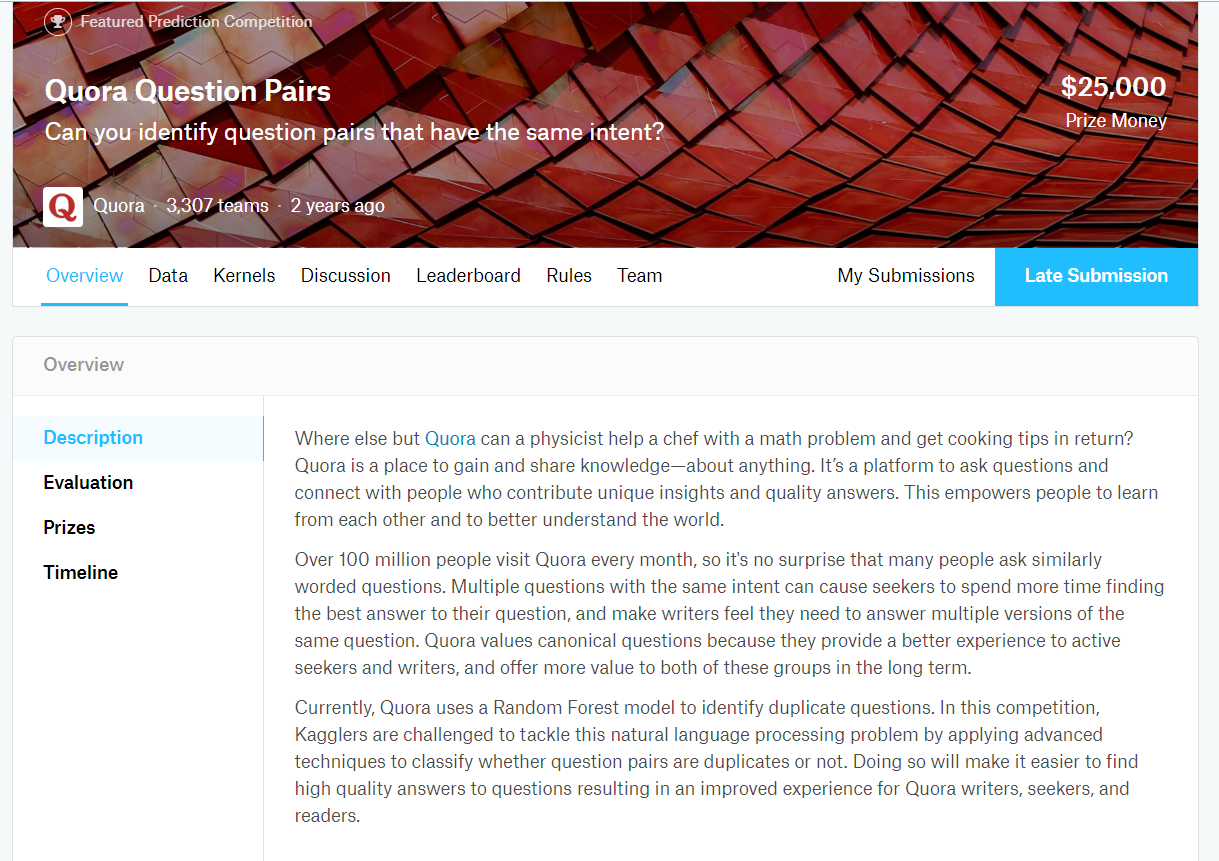 Featured Prediction Competition
Quora Question Pairs
Can you identify question pairs that have the same intent?
$25,000
Prize Money
Q
Quora · 3,307 teams · 2 years ago
Overview Data Kernels Discussion Leaderboard Rules Team My Submissions Late Submission
Overview
Description
Evaluation
Prizes
Timeline
Where else but Quora can a physicist help a chef with a math problem and get cooking tips in return?
Quora is a place to gain and share knowledge—about anything. It’s a platform to ask questions and
connect with people who contribute unique insights and quality answers. This empowers people to learn
from each other and to better understand the world.
Over 100 million people visit Quora every month, so it's no surprise that many people ask similarly
worded questions. Multiple questions with the same intent can cause seekers to spend more time finding
the best answer to their question, and make writers feel they need to answer multiple versions of the
same question. Quora values canonical questions because they provide a better experience to active
seekers and writers, and offer more value to both of these groups in the long term.
Currently, Quora uses a Random Forest model to identify duplicate questions. In this competition,
Kagglers are challenged to tackle this natural language processing problem by applying advanced
techniques to classify whether question pairs are duplicates or not. Doing so will make it easier to find
high quality answers to questions resulting in an improved experience for Quora writers, seekers, and
readers.